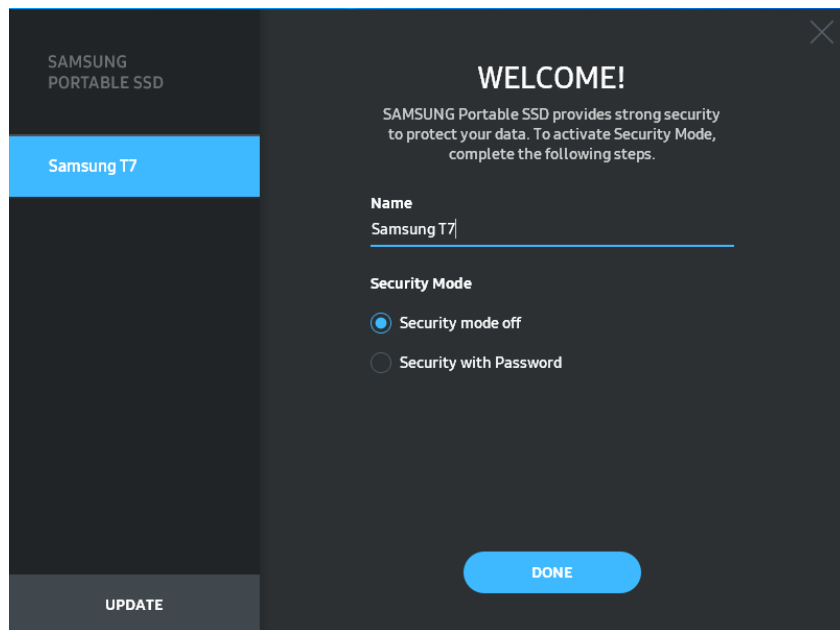 SAMSUNG
PORTABLE SSD
Samsung T7
UPDATE
WELCOME!
SAMSUNG Portable SSD provides strong security
to protect your data. To activate Security Mode,
complete the following steps.
Name
Samsung T7
Security Mode
Security mode off
Security with Password
DONE